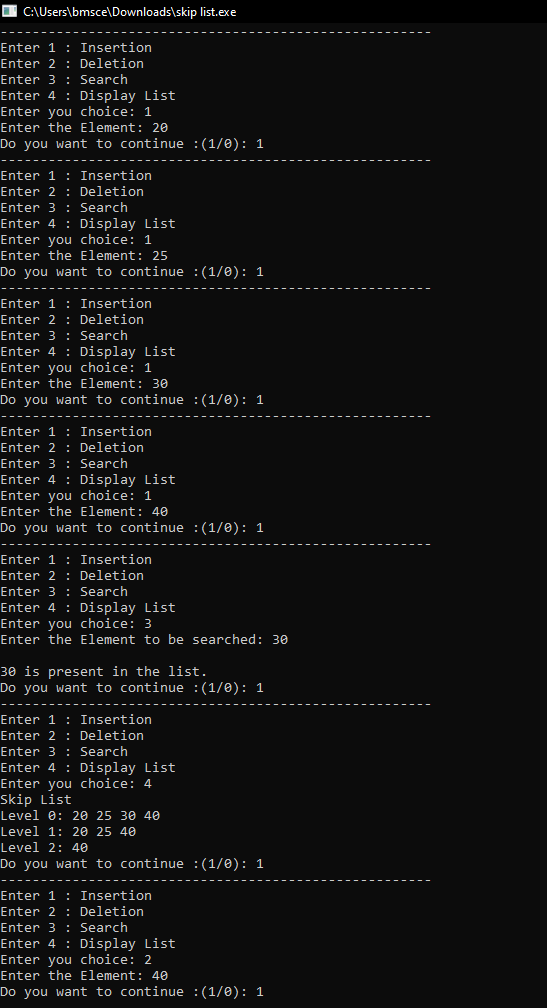 C:\Users\bmsce\Downloads\skip list.exe
------------------------------------------------------
Enter 1 : Insertion
Enter 2 : Deletion
Enter 3 : Search
Enter 4 : Display List
Enter you choice: 1
Enter the Element: 20
Do you want to continue :(1/0): 1
------------------------------------------------------
Enter 1 : Insertion
Enter 2 : Deletion
Enter 3 : Search
Enter 4 : Display List
Enter you choice: 1
Enter the Element: 25
Do you want to continue :(1/0): 1
------------------------------------------------------
Enter 1 : Insertion
Enter 2 : Deletion
Enter 3 : Search
Enter 4 : Display List
Enter you choice: 1
Enter the Element: 30
Do you want to continue :(1/0): 1
------------------------------------------------------
Enter 1 : Insertion
Enter 2 : Deletion
Enter 3 : Search
Enter 4 : Display List
Enter you choice: 1
Enter the Element: 40
Do you want to continue :(1/0): 1
------------------------------------------------------
Enter 1 : Insertion
Enter 2 : Deletion
Enter 3 : Search
Enter 4 : Display List
Enter you choice: 3
Enter the Element to be searched: 30

30 is present in the list.
Do you want to continue :(1/0): 1
------------------------------------------------------
Enter 1 : Insertion
Enter 2 : Deletion
Enter 3 : Search
Enter 4 : Display List
Enter you choice: 4
Skip List
Level 0: 20 25 30 40
Level 1: 20 25 40
Level 2: 40
Do you want to continue :(1/0): 1
------------------------------------------------------
Enter 1 : Insertion
Enter 2 : Deletion
Enter 3 : Search
Enter 4 : Display List
Enter you choice: 2
Enter the Element: 40
Do you want to continue :(1/0): 1